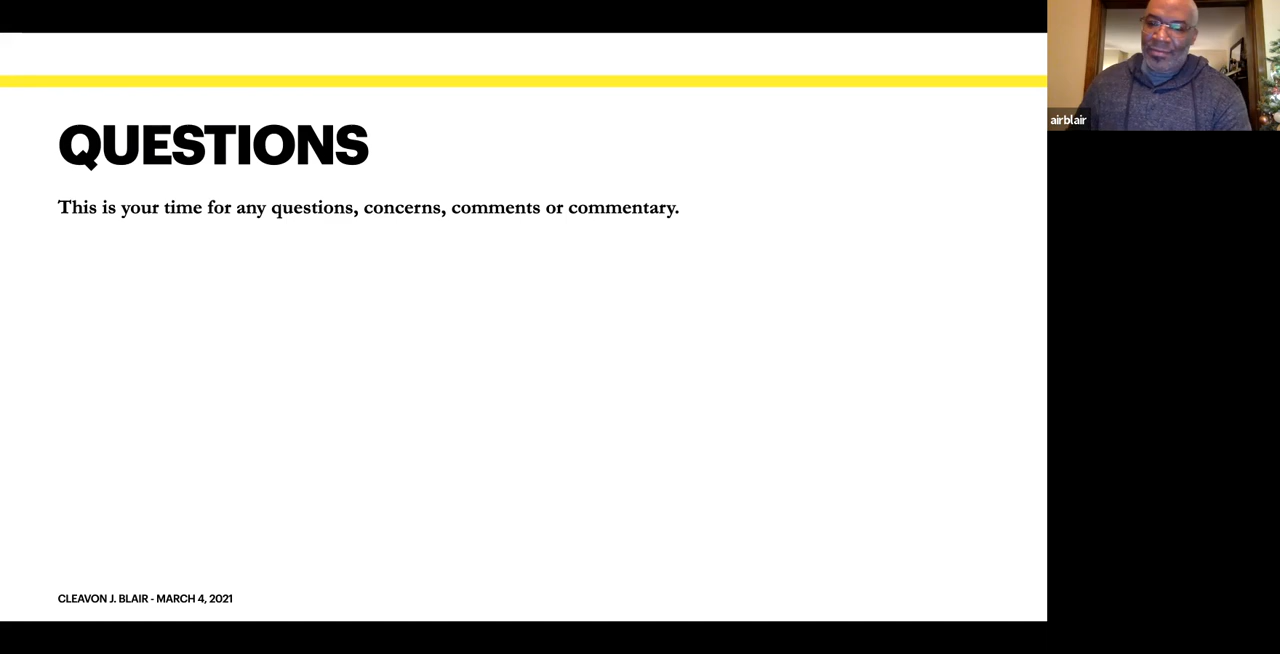 QUESTIONS
This is your time for any questions, concerns, comments or commentary.
CLEAVON J. BLAIR - MARCH 4, 2021
airblair